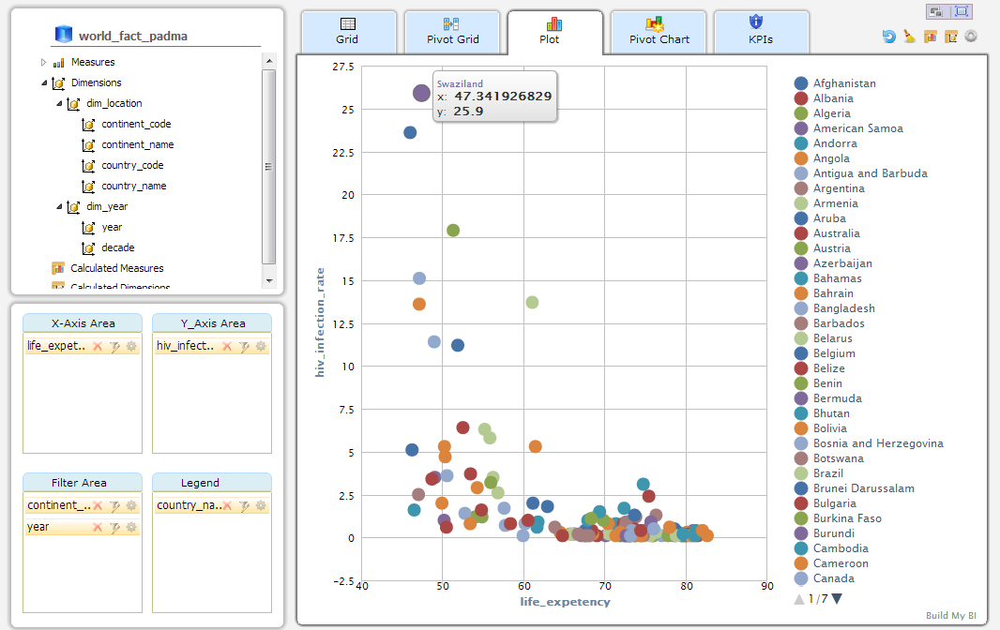 world_fact_padma
Measures
Dimensions
dim_location
continent_code
continent_name
country_code
country_name
dim_year
year
decade
Calculated Measures
Calculated Dimensions
X-Axis Area
life_expet..
Y_Axis Area
hiv_infect..
Filter Area
continent_..
year
Legend
country_na..
Grid
Pivot Grid
Plot
Pivot Chart
KPIs
27.5
25
22.5
20
17.5
15
12.5
10
7.5
5
2.5
0
-2.5
hiv_infection_rate
Swaziland
x: 47.341926829
y: 25.9
40
50
60
70
80
90
life_expetency
Afghanistan
Albania
Algeria
American Samoa
Andorra
Angola
Antigua and Barbuda
Argentina
Armenia
Aruba
Australia
Austria
Azerbaijan
Bahamas
Bahrain
Bangladesh
Barbados
Belarus
Belgium
Belize
Benin
Bermuda
Bhutan
Bolivia
Bosnia and Herzegovina
Botswana
Brazil
Brunei Darussalam
Bulgaria
Burkina Faso
Burundi
Cambodia
Cameroon
Canada
1/7
Build My BI